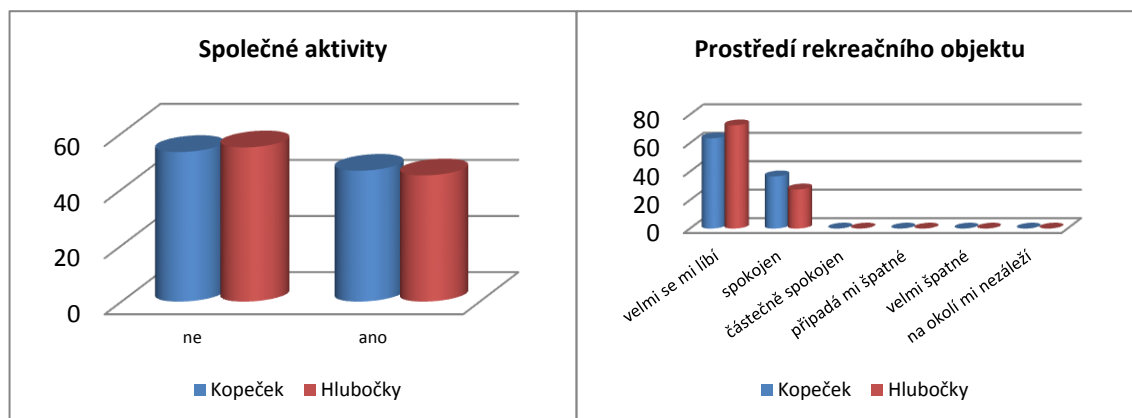 Společné aktivity
60
40
20
0
ne ano
Kopeček Hlubočky
Prostředí rekreačního objektu
80
60
40
20
0
velmi se mi líbí
spokojen
částečně spokojen
připadá mi špatné
velmi špatné
na okolí mi nezáleží
Kopeček Hlubočky